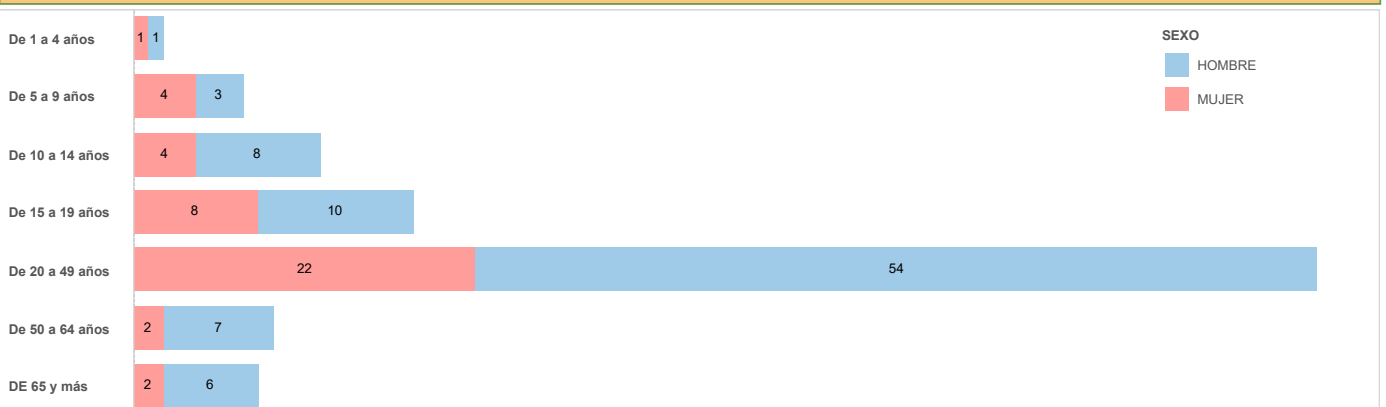 SEXO
HOMBRE
MUJER
De 1 a 4 años 1 1
De 5 a 9 años 4 3
De 10 a 14 años 4 8
De 15 a 19 años 8 10
De 20 a 49 años 22 54
De 50 a 64 años 2 7
DE 65 y más 2 6